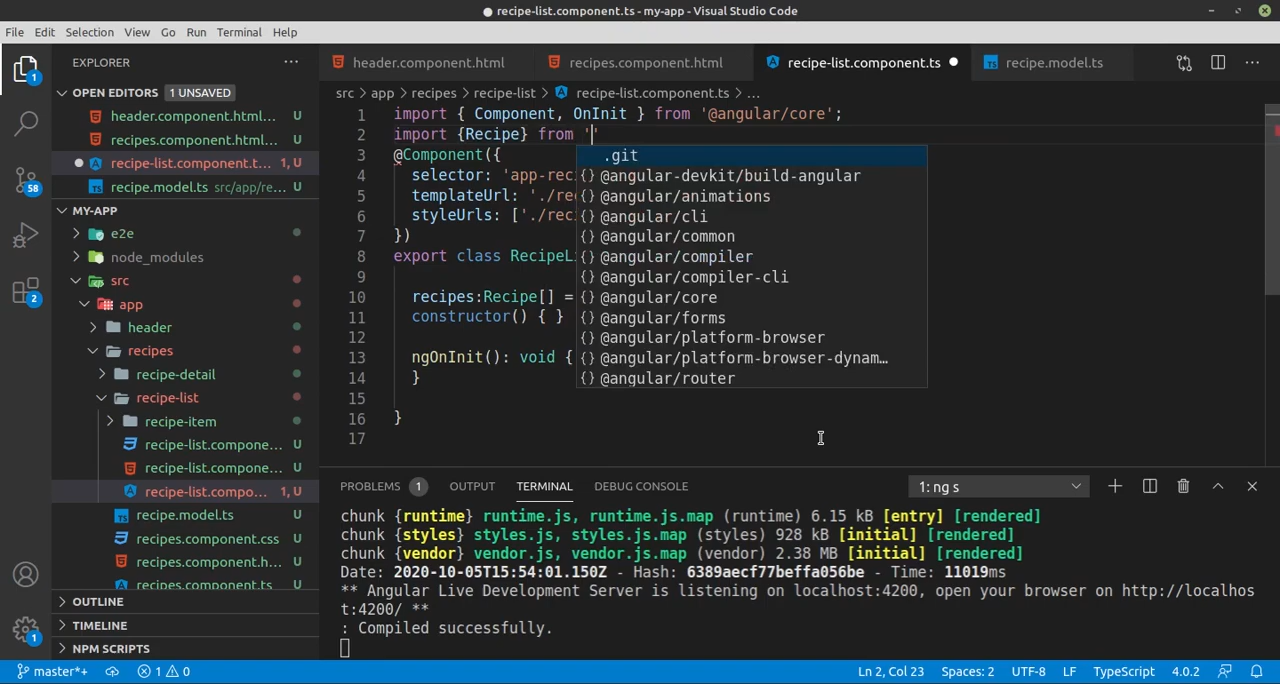 recipe-list.component.ts - my-app - Visual Studio Code
File Edit Selection View Go Run Terminal Help
EXPLORER
header.component.html
recipes.component.html
recipe-list.component.ts
recipe.model.ts
OPEN EDITORS 1 UNSAVED
header.component.html... U
recipes.component.html... U
recipe-list.component.t... 1, U
recipe.model.ts src/app/re... U
MY-APP
e2e
node_modules
src
app
header
recipes
recipe-detail
recipe-list
recipe-item
recipe-list.compone... U
recipe-list.compone... U
recipe-list.compo... 1, U
recipe.model.ts U
recipes.component.css U
recipes.component.h... U
recipes.component.ts U
OUTLINE
TIMELINE
NPM SCRIPTS
1
58
2
1
src > app > recipes > recipe-list > recipe-list.component.ts > ...
1 import { Component, OnInit } from '@angular/core';
2 import {Recipe} from ''
3 @Component({
4 selector: 'app-rec
5 templateUrl: './re
6 styleUrls: ['./reci
7 })
8 export class RecipeLi
9
10 recipes:Recipe[] =
11 constructor() { }
12
13 ngOnInit(): void {
14 }
15
16 }
17
.git
{} @angular-devkit/build-angular
{} @angular/animations
{} @angular/cli
{} @angular/common
{} @angular/compiler
{} @angular/compiler-cli
{} @angular/core
{} @angular/forms
{} @angular/platform-browser
{} @angular/platform-browser-dynam...
{} @angular/router
PROBLEMS 1 OUTPUT TERMINAL DEBUG CONSOLE 1: ng s
chunk {runtime} runtime.js, runtime.js.map (runtime) 6.15 kB [entry] [rendered]
chunk {styles} styles.js, styles.js.map (styles) 928 kB [initial] [rendered]
chunk {vendor} vendor.js, vendor.js.map (vendor) 2.38 MB [initial] [rendered]
Date: 2020-10-05T15:54:01.150Z - Hash: 6389aecf77beffa056be - Time: 11019ms
** Angular Live Development Server is listening on localhost:4200, open your browser on http://localhos
t:4200/ **
: Compiled successfully.
master*+ 1 0 Ln 2, Col 23 Spaces: 2 UTF-8 LF TypeScript 4.0.2